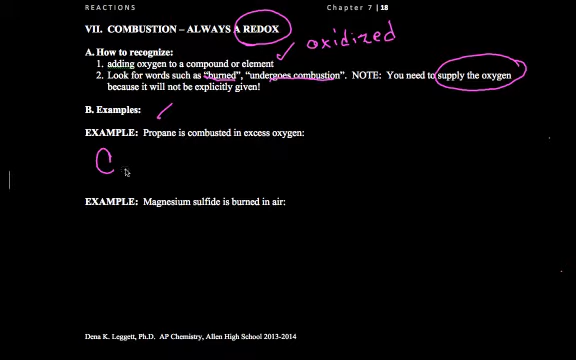 REACTIONS Chapter 7 | 18
VII. COMBUSTION – ALWAYS A REDOX
oxidized
A. How to recognize:
1. adding oxygen to a compound or element
2. Look for words such as “burned”, “undergoes combustion”. NOTE: You need to supply the oxygen
because it will not be explicitly given!
B. Examples:
EXAMPLE: Propane is combusted in excess oxygen:
C
EXAMPLE: Magnesium sulfide is burned in air:
Dena K. Leggett, Ph.D. AP Chemistry, Allen High School 2013-2014